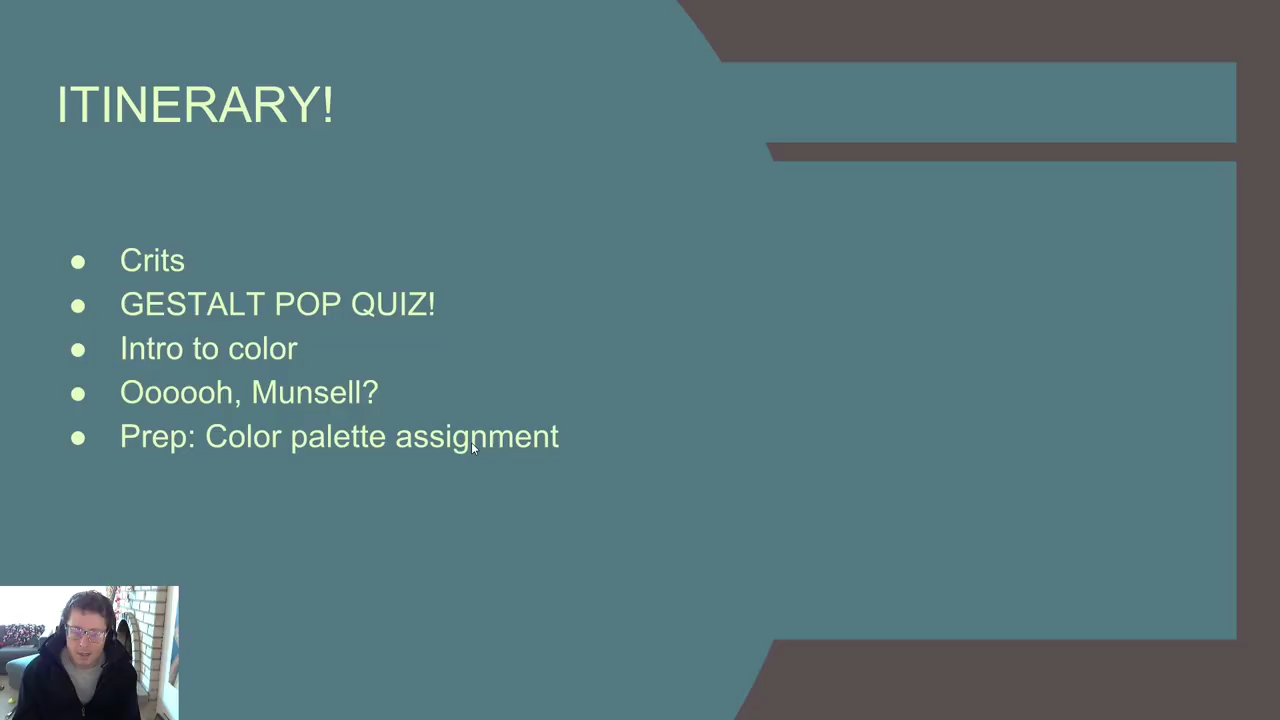 ITINERARY!
● Crits
● GESTALT POP QUIZ!
● Intro to color
● Oooooh, Munsell?
● Prep: Color palette assignment